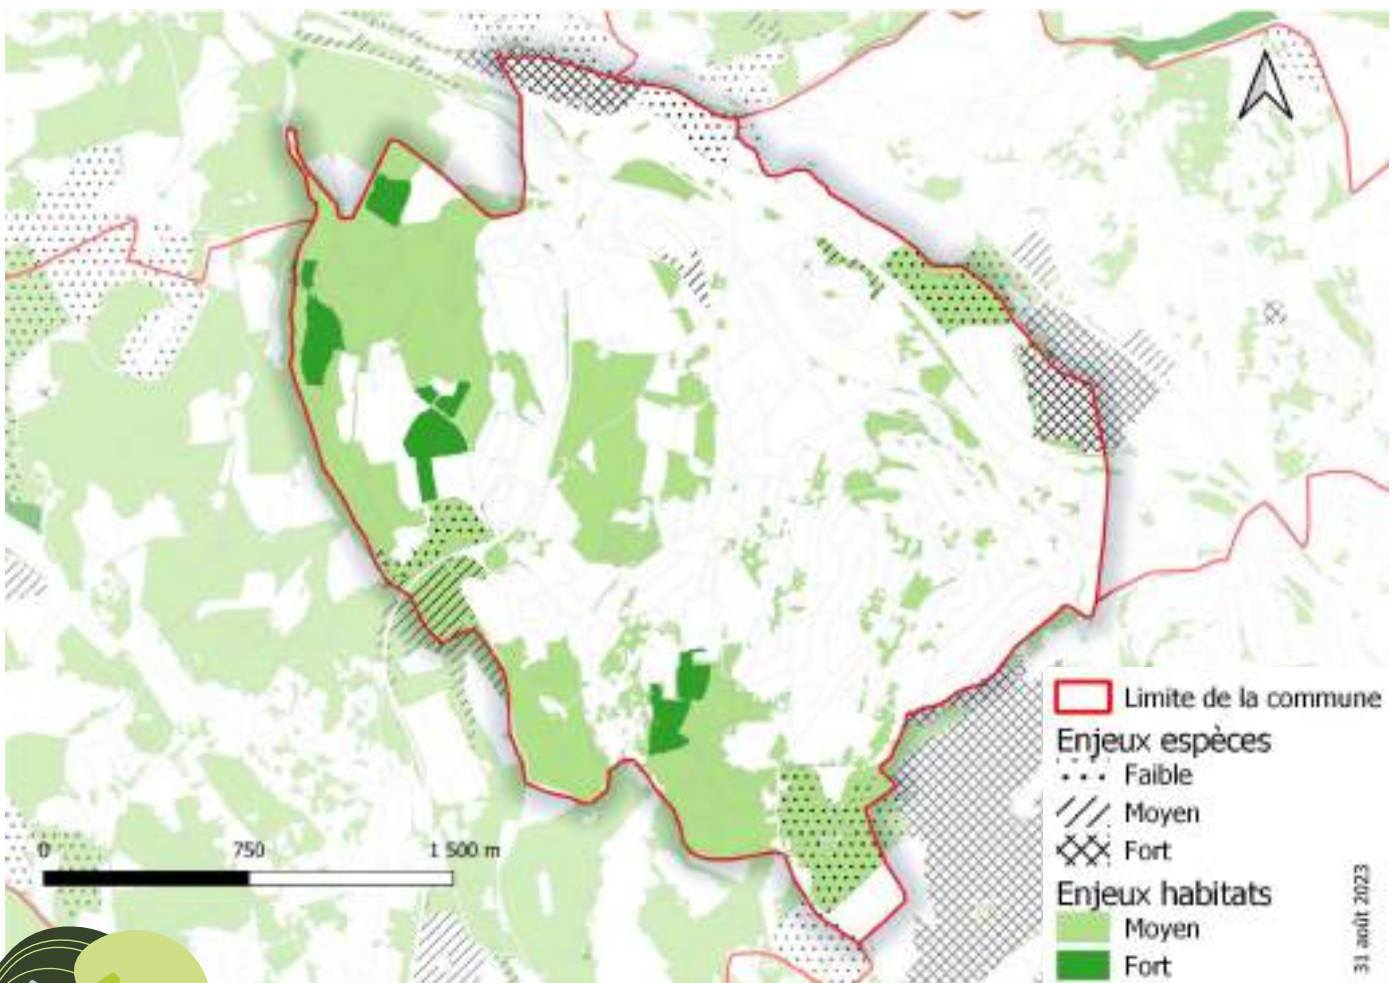 Limite de la commune
Enjeux espèces
Faible
Moyen
Fort
Enjeux habitats
Moyen
Fort
0 750 1 500 m
31 août 2023